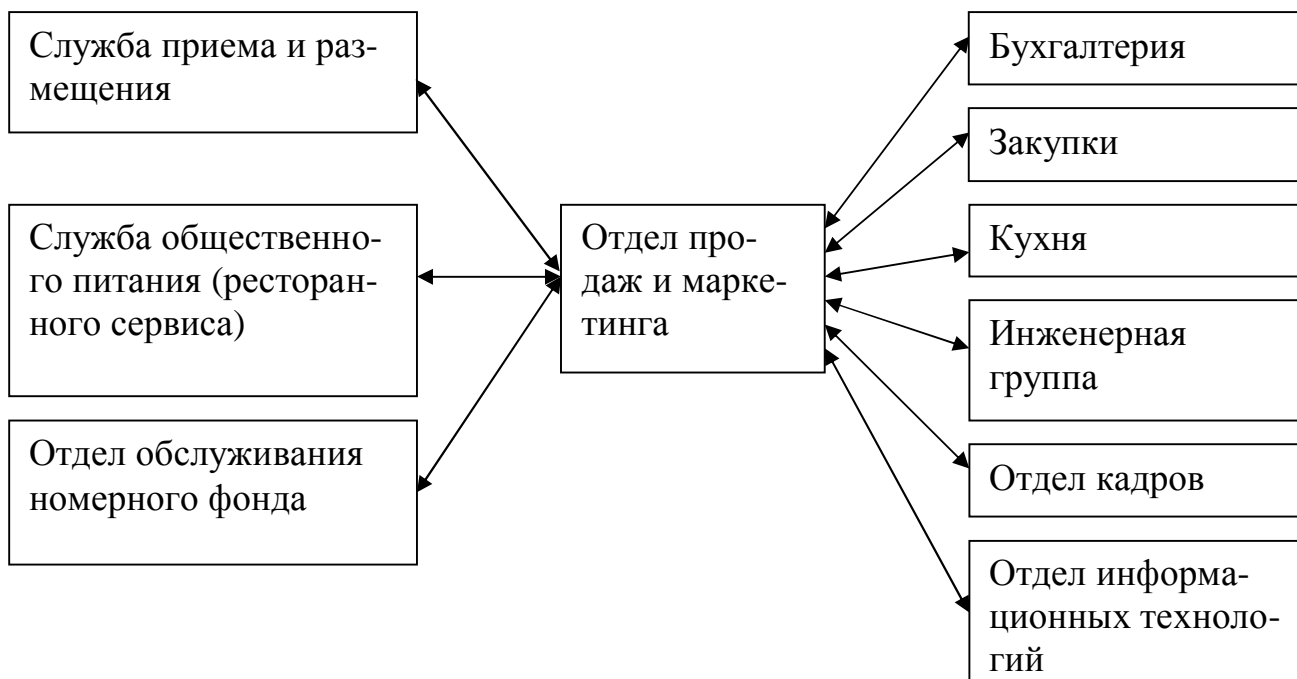 Служба приема и раз-
мещения
Служба общественно-
го питания (ресторан-
ного сервиса)
Отдел обслуживания
номерного фонда
Отдел про-
даж и марке-
тинга
Бухгалтерия
Закупки
Кухня
Инженерная
группа
Отдел кадров
Отдел информа-
ционных техноло-
гий